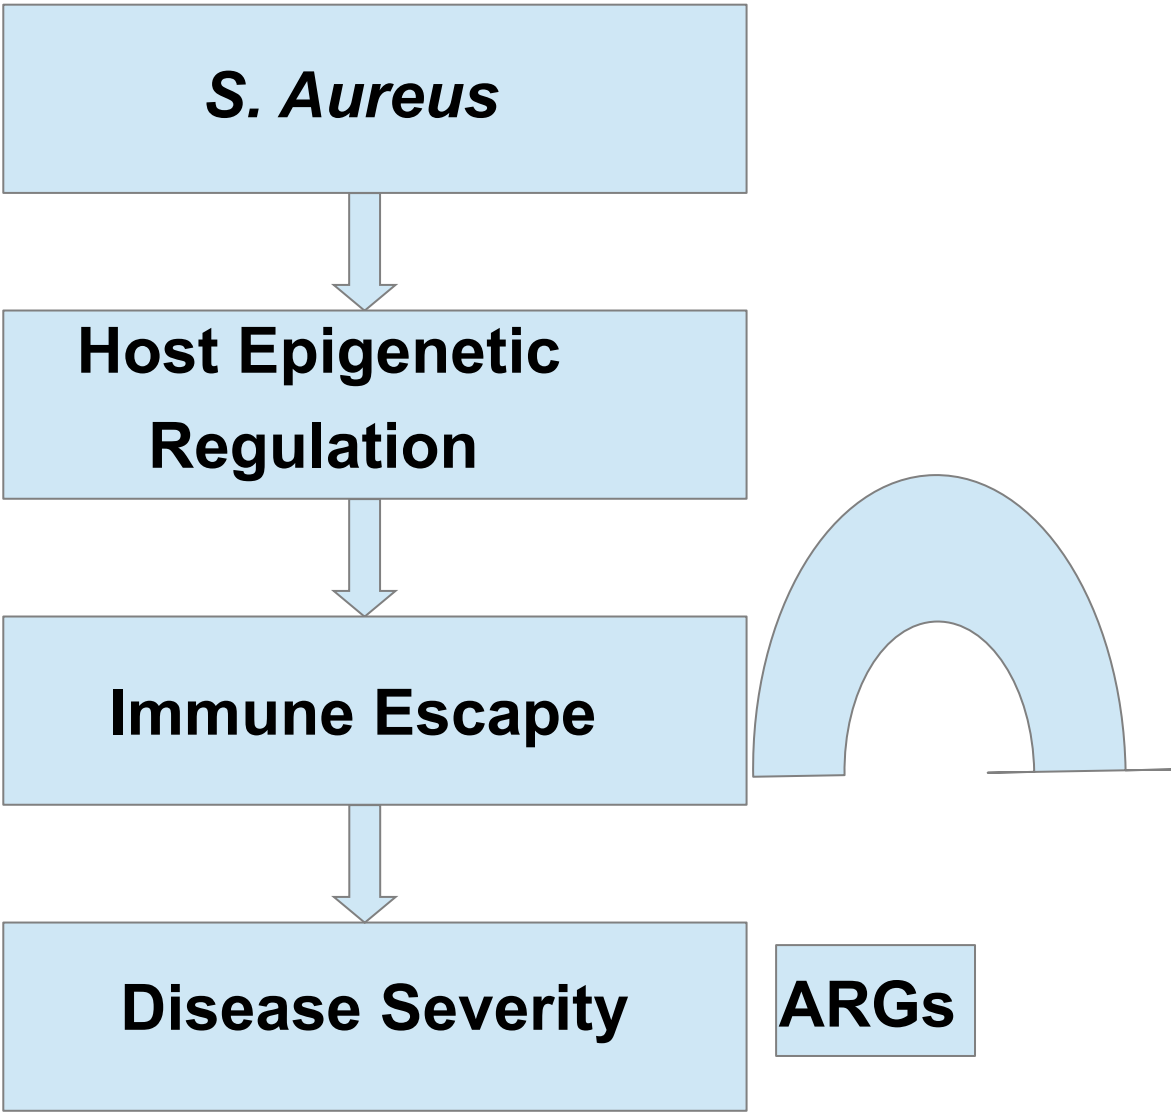 S. Aureus
Host Epigenetic
Regulation
Immune Escape
Disease Severity
ARGs